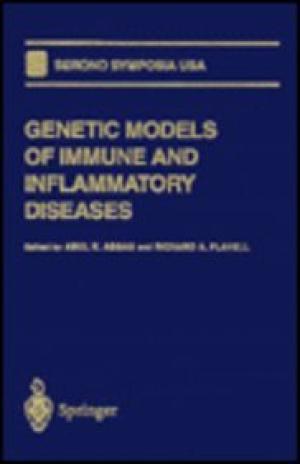 SERONO SYMPOSIA USA
GENETIC MODELS
OF IMMUNE AND
INFLAMMATORY
DISEASES
Edited by ABUL K. ABBAS and RICHARD A. FLAVELL
Springer